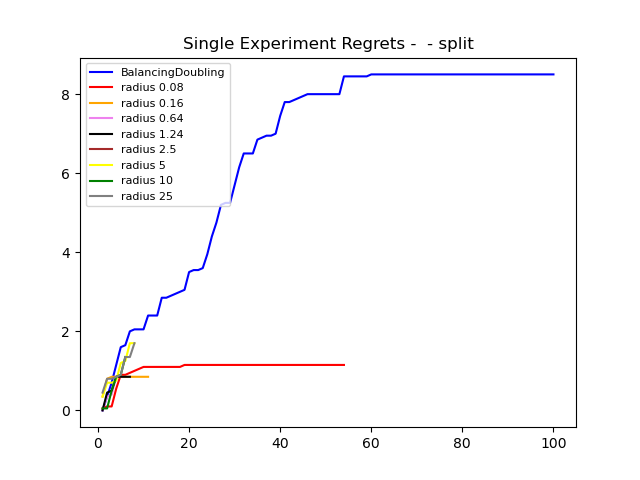 Single Experiment Regrets -  - split
BalancingDoubling
radius 0.08
radius 0.16
radius 0.64
radius 1.24
radius 2.5
radius 5
radius 10
radius 25
8
6
4
2
0
0 20 40 60 80 100